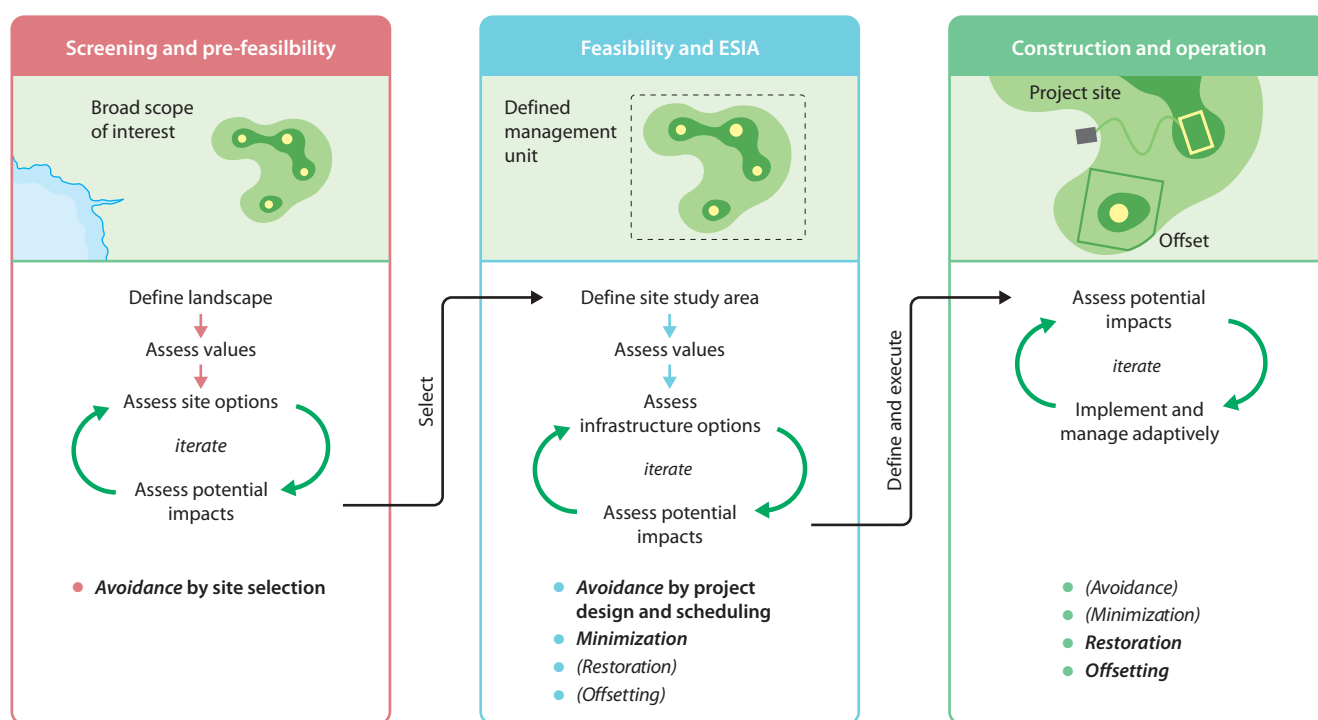 Screening and pre-feasilbility
Broad scope
of interest
Define landscape
Assess values
Assess site options
iterate
Assess potential
impacts
Avoidance by site selection
Select
Feasibility and ESIA
Defined
management
unit
Define site study area
Assess values
Assess
infrastructure options
iterate
Assess potential
impacts
Avoidance by project
design and scheduling
Minimization
(Restoration)
(Offsetting)
Define and execute
Construction and operation
Project site
Offset
Assess potential
impacts
iterate
Implement and
manage adaptively
(Avoidance)
(Minimization)
Restoration
Offsetting